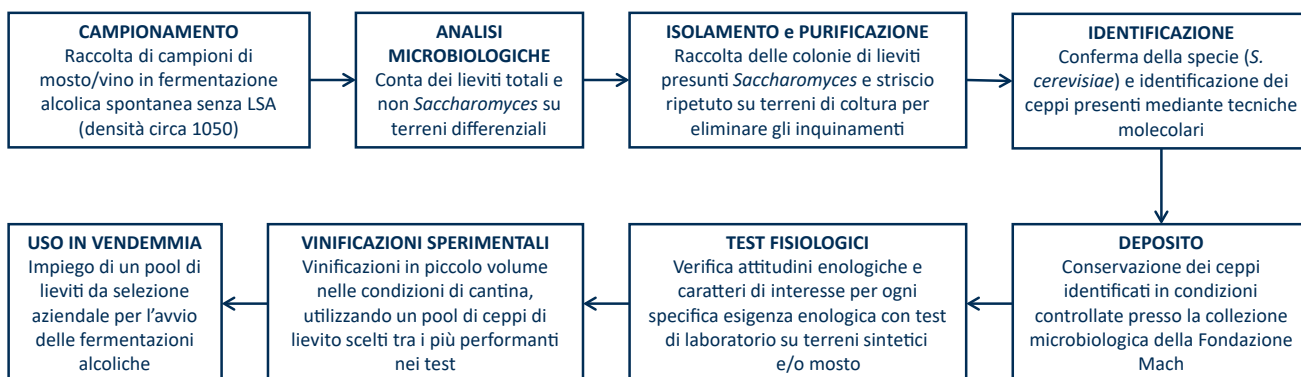 CAMPIONAMENTO
Raccolta di campioni di
mosto/vino in fermentazione
alcolica spontanea senza LSA
(densità circa 1050)
ANALISI
MICROBIOLOGICHE
Conta dei lieviti totali e
non Saccharomyces su
terreni differenziali
ISOLAMENTO e PURIFICAZIONE
Raccolta delle colonie di lieviti
presunti Saccharomyces e striscio
ripetuto su terreni di coltura per
eliminare gli inquinamenti
IDENTIFICAZIONE
Conferma della specie (S.
cerevisiae) e identificazione dei
ceppi presenti mediante tecniche
molecolari
DEPOSITO
Conservazione dei ceppi
identificati in condizioni
controllate presso la collezione
microbiologica della Fondazione
Mach
TEST FISIOLOGICI
Verifica attitudini enologiche e
caratteri di interesse per ogni
specifica esigenza enologica con test
di laboratorio su terreni sintetici
e/o mosto
VINIFICAZIONI SPERIMENTALI
Vinificazioni in piccolo volume
nelle condizioni di cantina,
utilizzando un pool di ceppi di
lievito scelti tra i più performanti
nei test
USO IN VENDEMMIA
Impiego di un pool di
lieviti da selezione
aziendale per l'avvio
delle fermentazioni
alcoliche